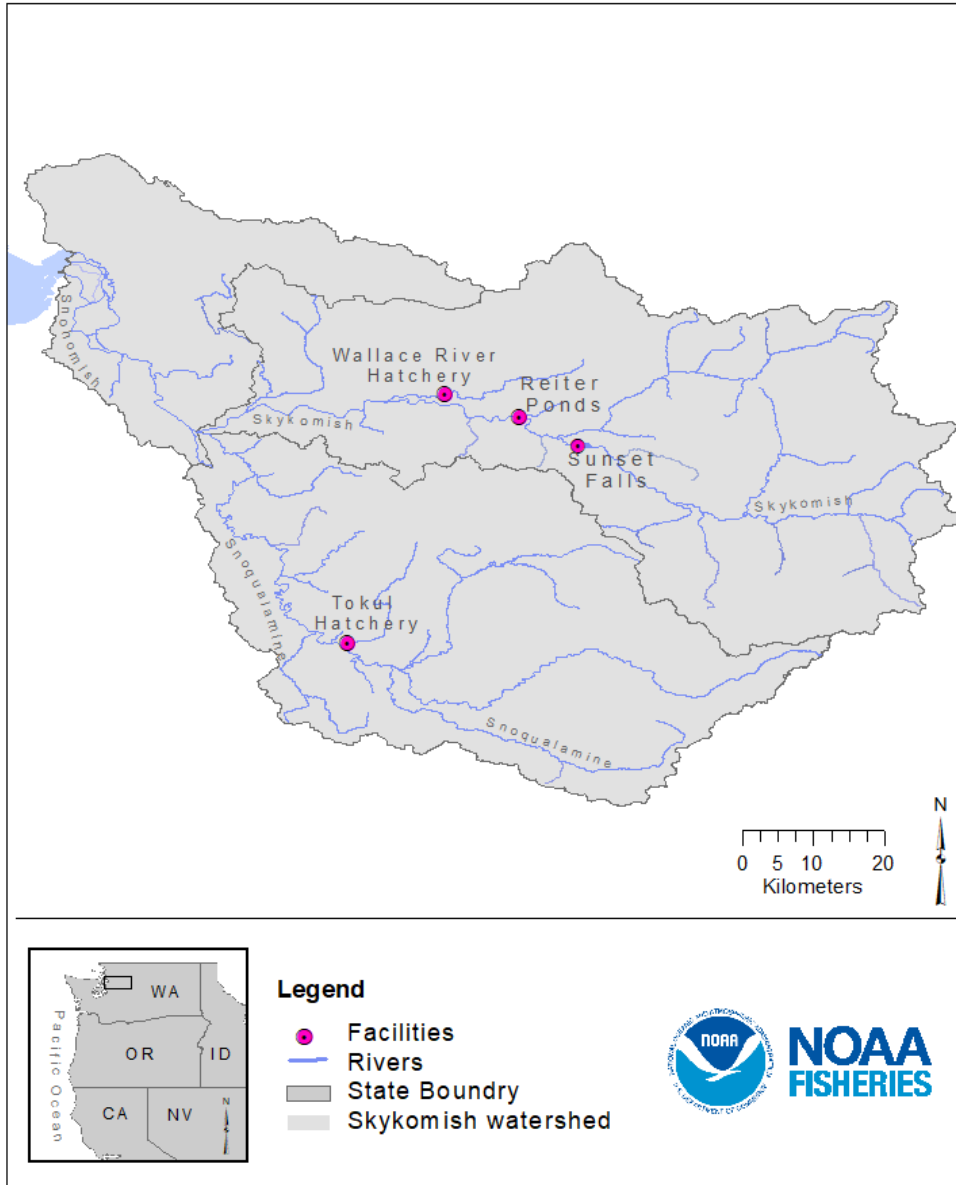 Snohomish
Wallace River
Hatchery
Reiter
Ponds
Skykomish
Sunset
Falls
Skykomish
Snoqualamine
Tokul
Hatchery
Snoqualamine
N
0 5 10 20
Kilometers
WA
OR
ID
CA
NV
N
Pacific Ocean
Legend
Facilities
Rivers
State Boundry
Skykomish watershed
NOAA
NOAA
FISHERIES